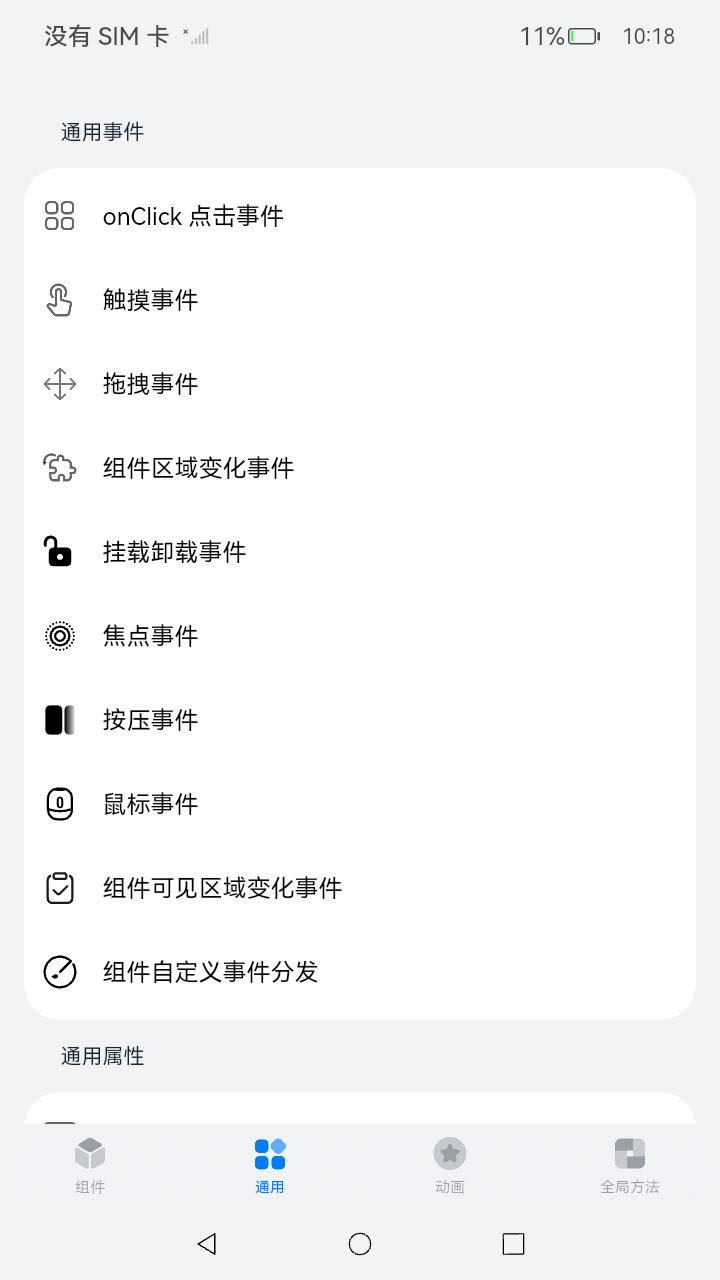 没有 SIM 卡
11%
10:18
通用事件
onClick 点击事件
触摸事件
拖拽事件
组件区域变化事件
挂载卸载事件
焦点事件
按压事件
鼠标事件
组件可见区域变化事件
组件自定义事件分发
通用属性
组件
通用
动画
全局方法